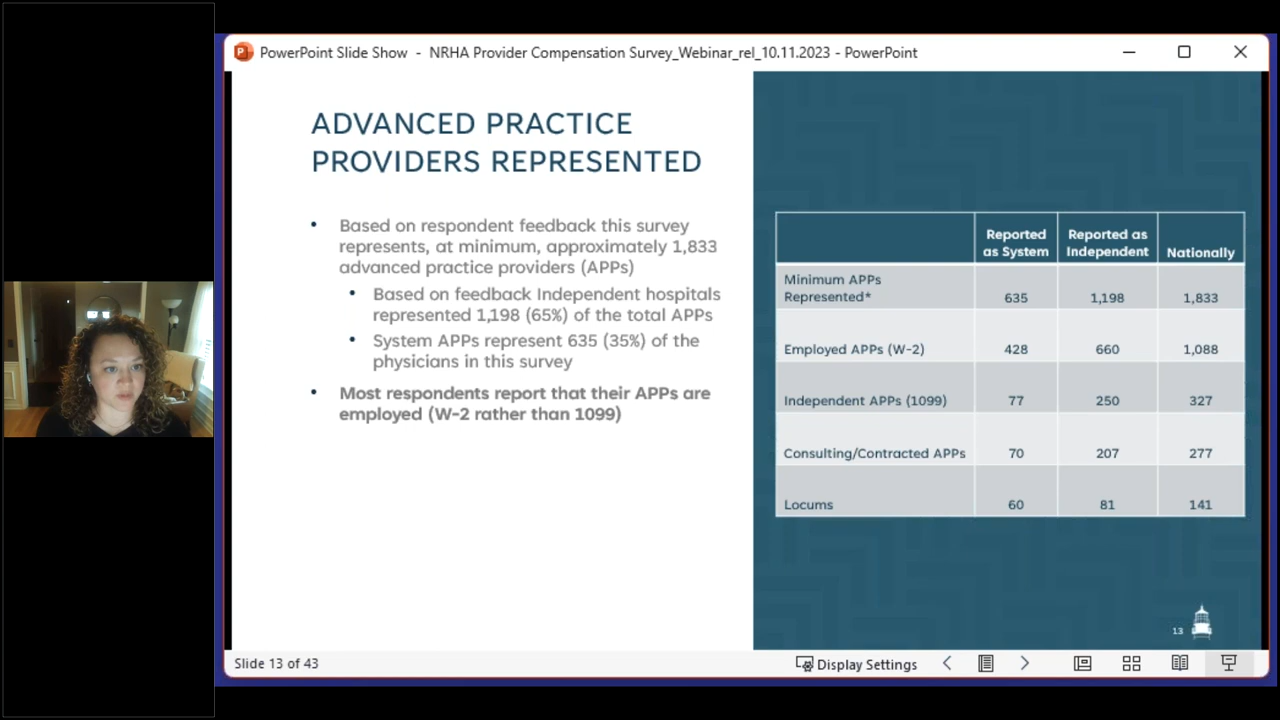 PowerPoint Slide Show - NRHA Provider Compensation Survey_Webinar_rel_10.11.2023 - PowerPoint
ADVANCED PRACTICE
PROVIDERS REPRESENTED
• Based on respondent feedback this survey
represents, at minimum, approximately 1,833
advanced practice providers (APPs)
• Based on feedback Independent hospitals
represented 1,198 (65%) of the total APPs
• System APPs represent 635 (35%) of the
physicians in this survey
• Most respondents report that their APPs are
employed (W-2 rather than 1099)
Reported as System Reported as Independent Nationally
Minimum APPs Represented* 635 1,198 1,833
Employed APPs (W-2) 428 660 1,088
Independent APPs (1099) 77 250 327
Consulting/Contracted APPs 70 207 277
Locums 60 81 141
13
Slide 13 of 43
Display Settings